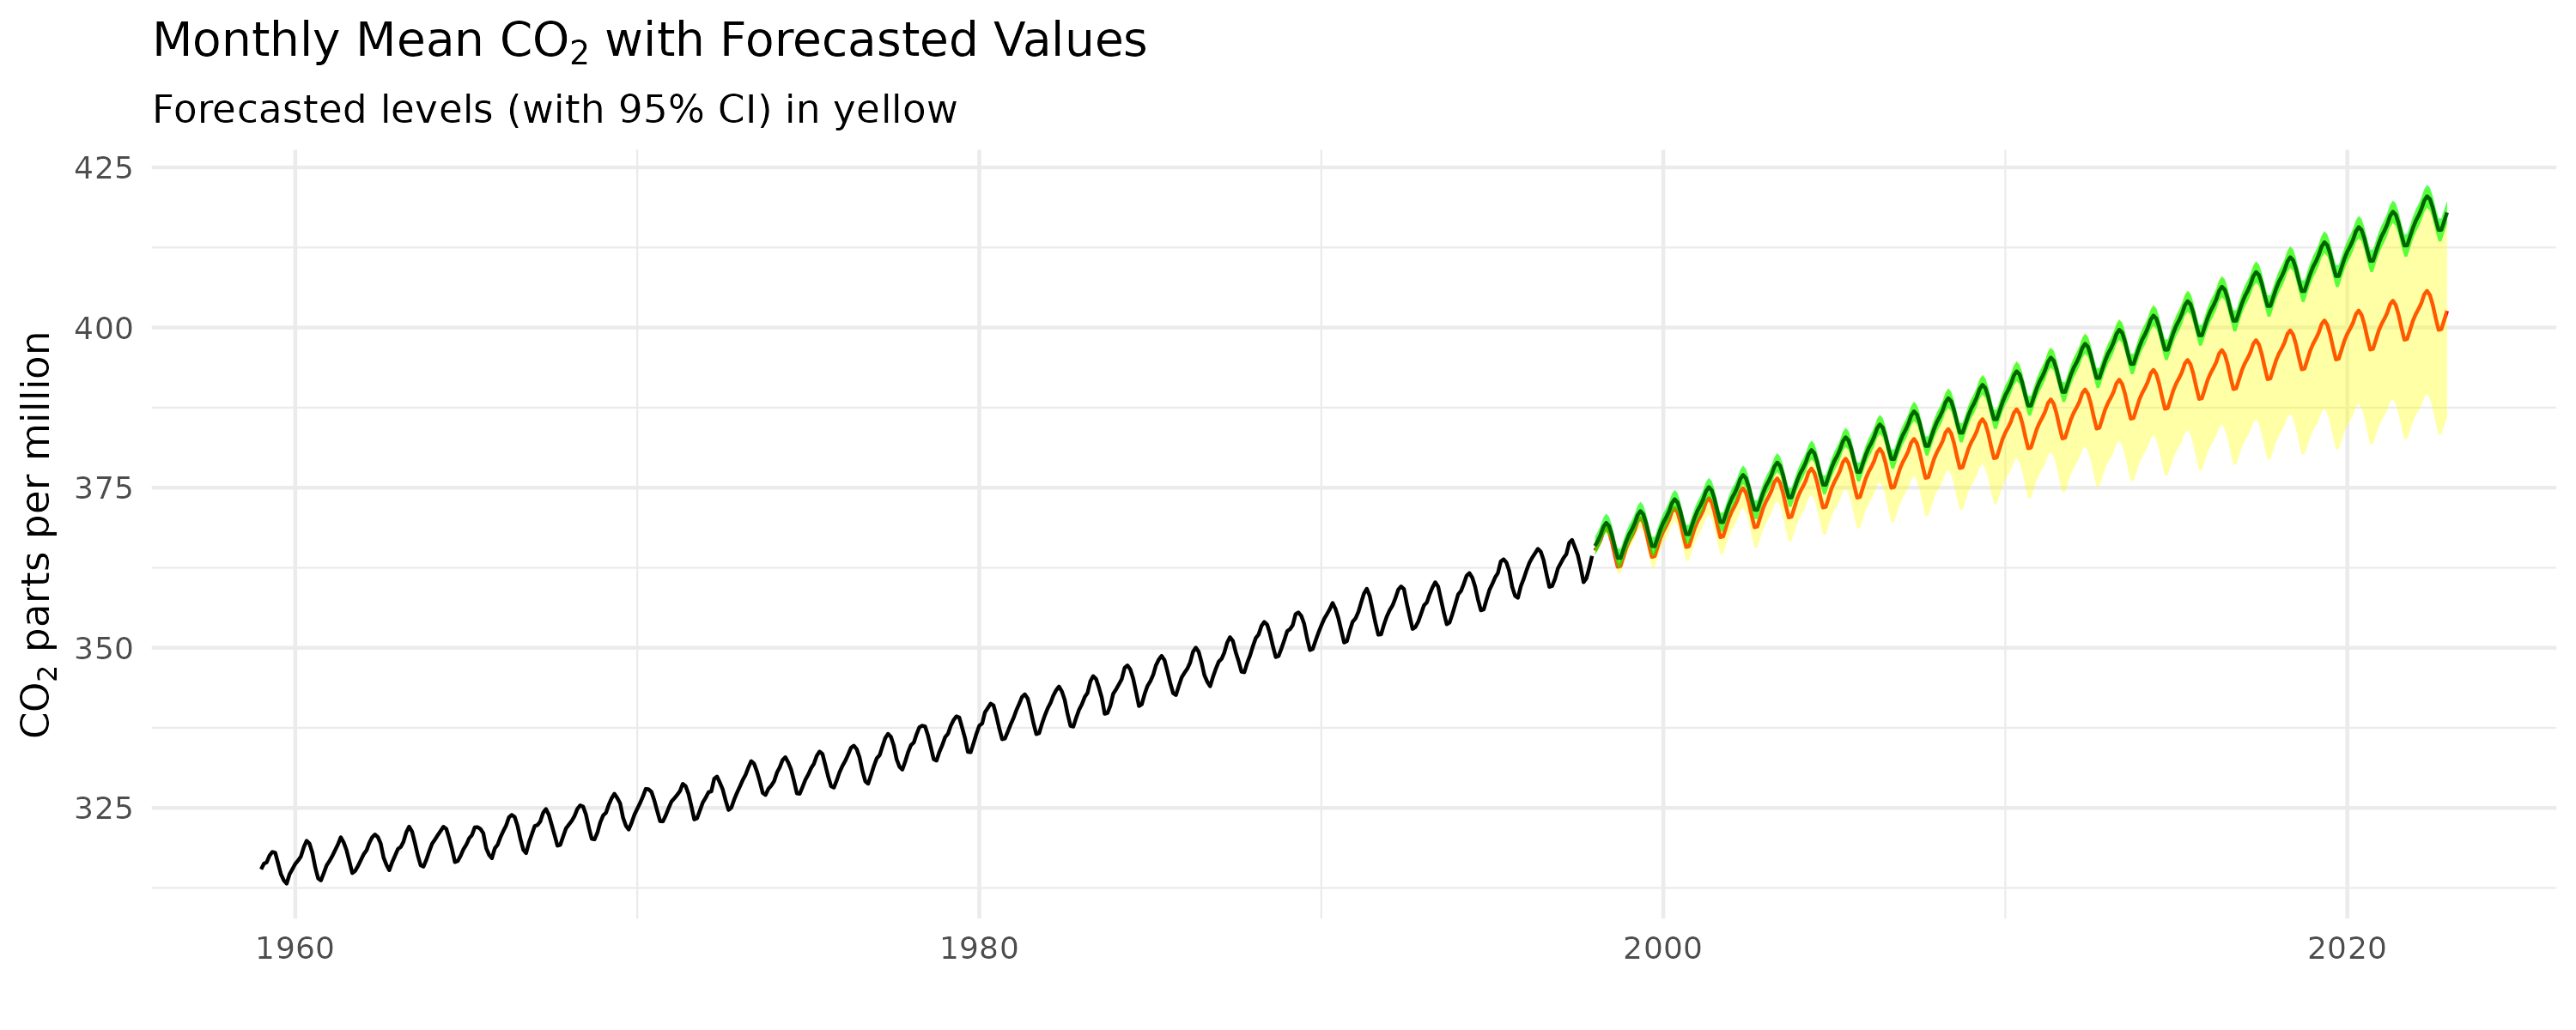 Monthly Mean CO₂ with Forecasted Values
Forecasted levels (with 95% CI) in yellow
CO₂ parts per million
425
400
375
350
325
1960 1980 2000 2020